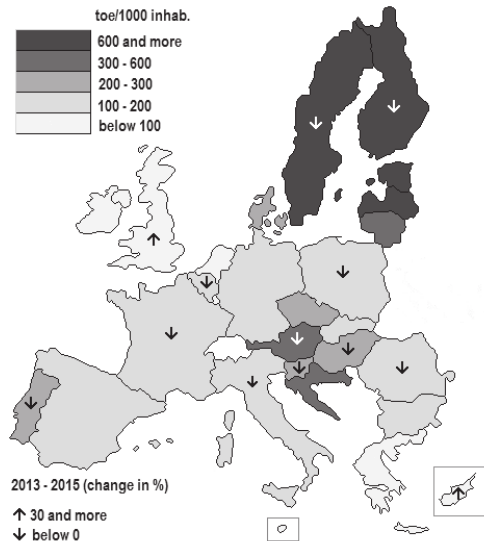 toe/1000 inhab.
600 and more
300 - 600
200 - 300
100 - 200
below 100
2013 - 2015 (change in %)
↑ 30 and more
↓ below 0